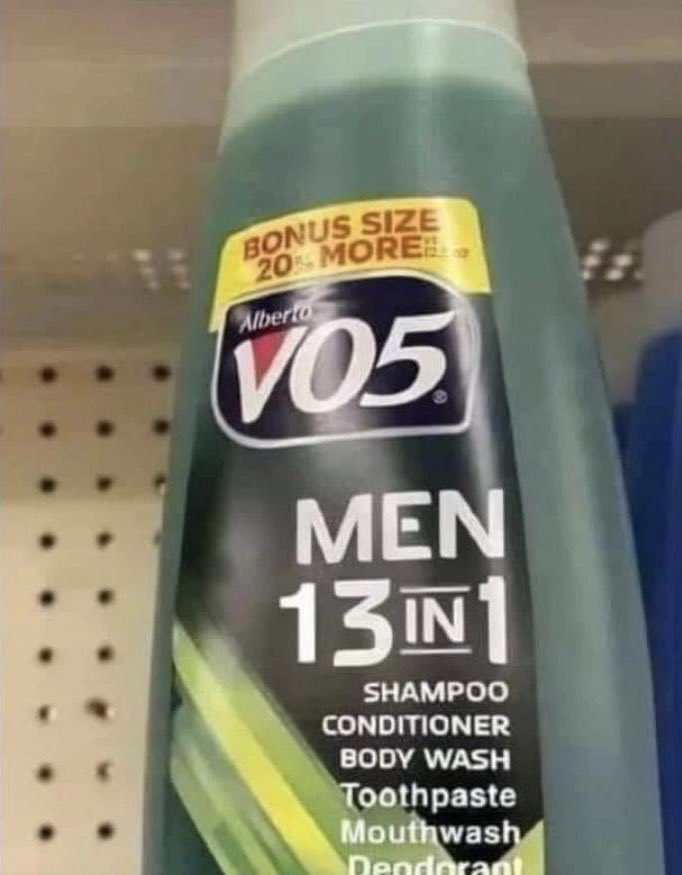 BONUS SIZE
20% MORE
Alberto
VO5®
MEN
13 IN 1
SHAMPOO
CONDITIONER
BODY WASH
Toothpaste
Mouthwash
Deodorant